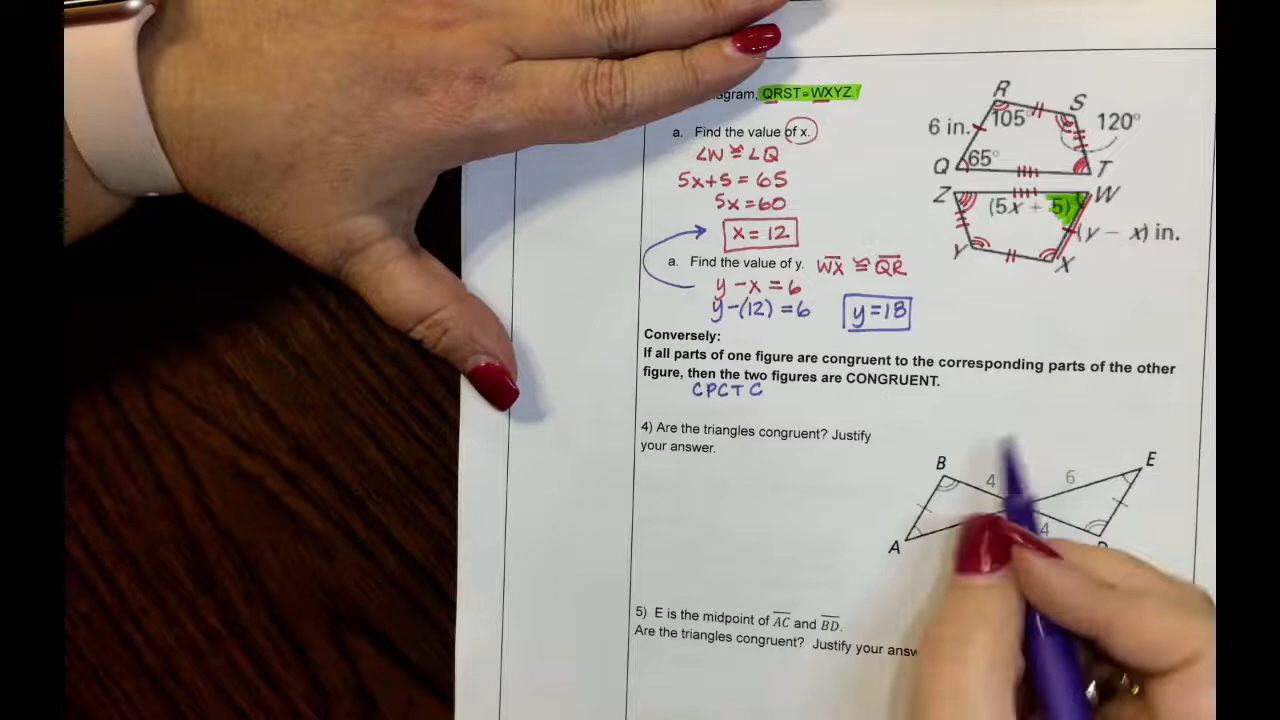 agram, QRST≅WXYZ
a. Find the value of x.
∠W ≅ ∠Q
5x+5 = 65
5x = 60
x = 12
a. Find the value of y. WX ≅ QR
y - x = 6
y - (12) = 6 y = 18
Conversely:
If all parts of one figure are congruent to the corresponding parts of the other
figure, then the two figures are CONGRUENT.
CPCTC
4) Are the triangles congruent? Justify
your answer.
5) E is the midpoint of AC and BD.
Are the triangles congruent? Justify your
R
S
105°
120°
6 in.
Q
65°
T
Z
(5x + 5)
W
(y – x) in.
Y
X
B
4
6
E
4
A